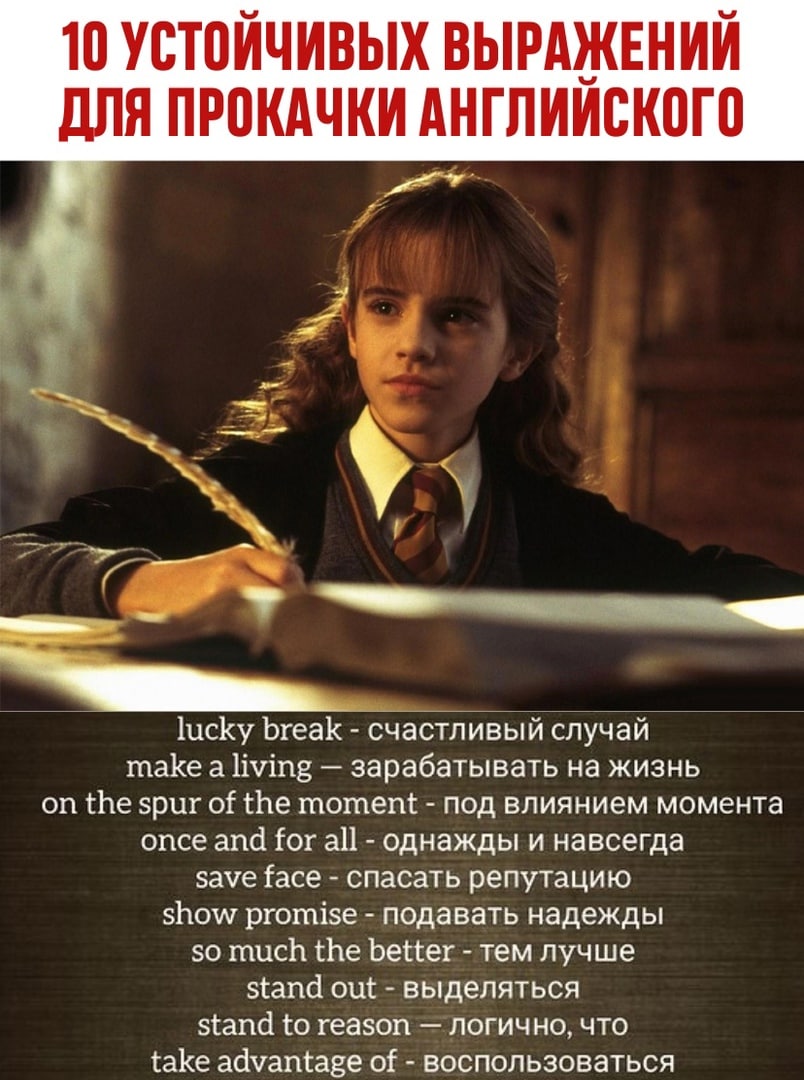 10 УСТОЙЧИВЫХ ВЫРАЖЕНИЙ
ДЛЯ ПРОКАЧКИ АНГЛИЙСКОГО
lucky break - счастливый случай
make a living – зарабатывать на жизнь
on the spur of the moment - под влиянием момента
once and for all - однажды и навсегда
save face - спасать репутацию
show promise - подавать надежды
so much the better - тем лучше
stand out - выделяться
stand to reason – логично, что
take advantage of - воспользоваться